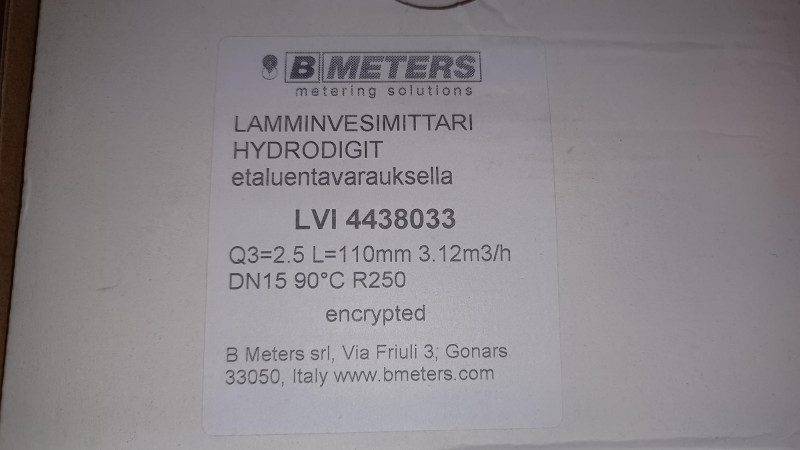 B METERS
metering solutions
LAMMINVESIMITTARI
HYDRODIGIT
etaluentavarauksella
LVI 4438033
Q3=2.5 L=110mm 3.12m3/h
DN15 90°C R250
encrypted
B Meters srl, Via Friuli 3; Gonars
33050, Italy www.bmeters.com